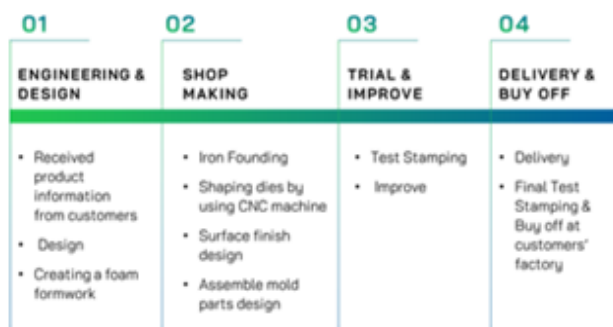 01
ENGINEERING &
DESIGN
• Received
product
information
from customers
• Design
• Creating a foam
formwork
02
SHOP
MAKING
• Iron Founding
• Shaping dies by
using CNC machine
• Surface finish
design
• Assemble mold
parts design
03
TRIAL &
IMPROVE
• Test Stamping
• Improve
04
DELIVERY &
BUY OFF
• Delivery
• Final Test
Stamping &
Buy off at
customers'
factory